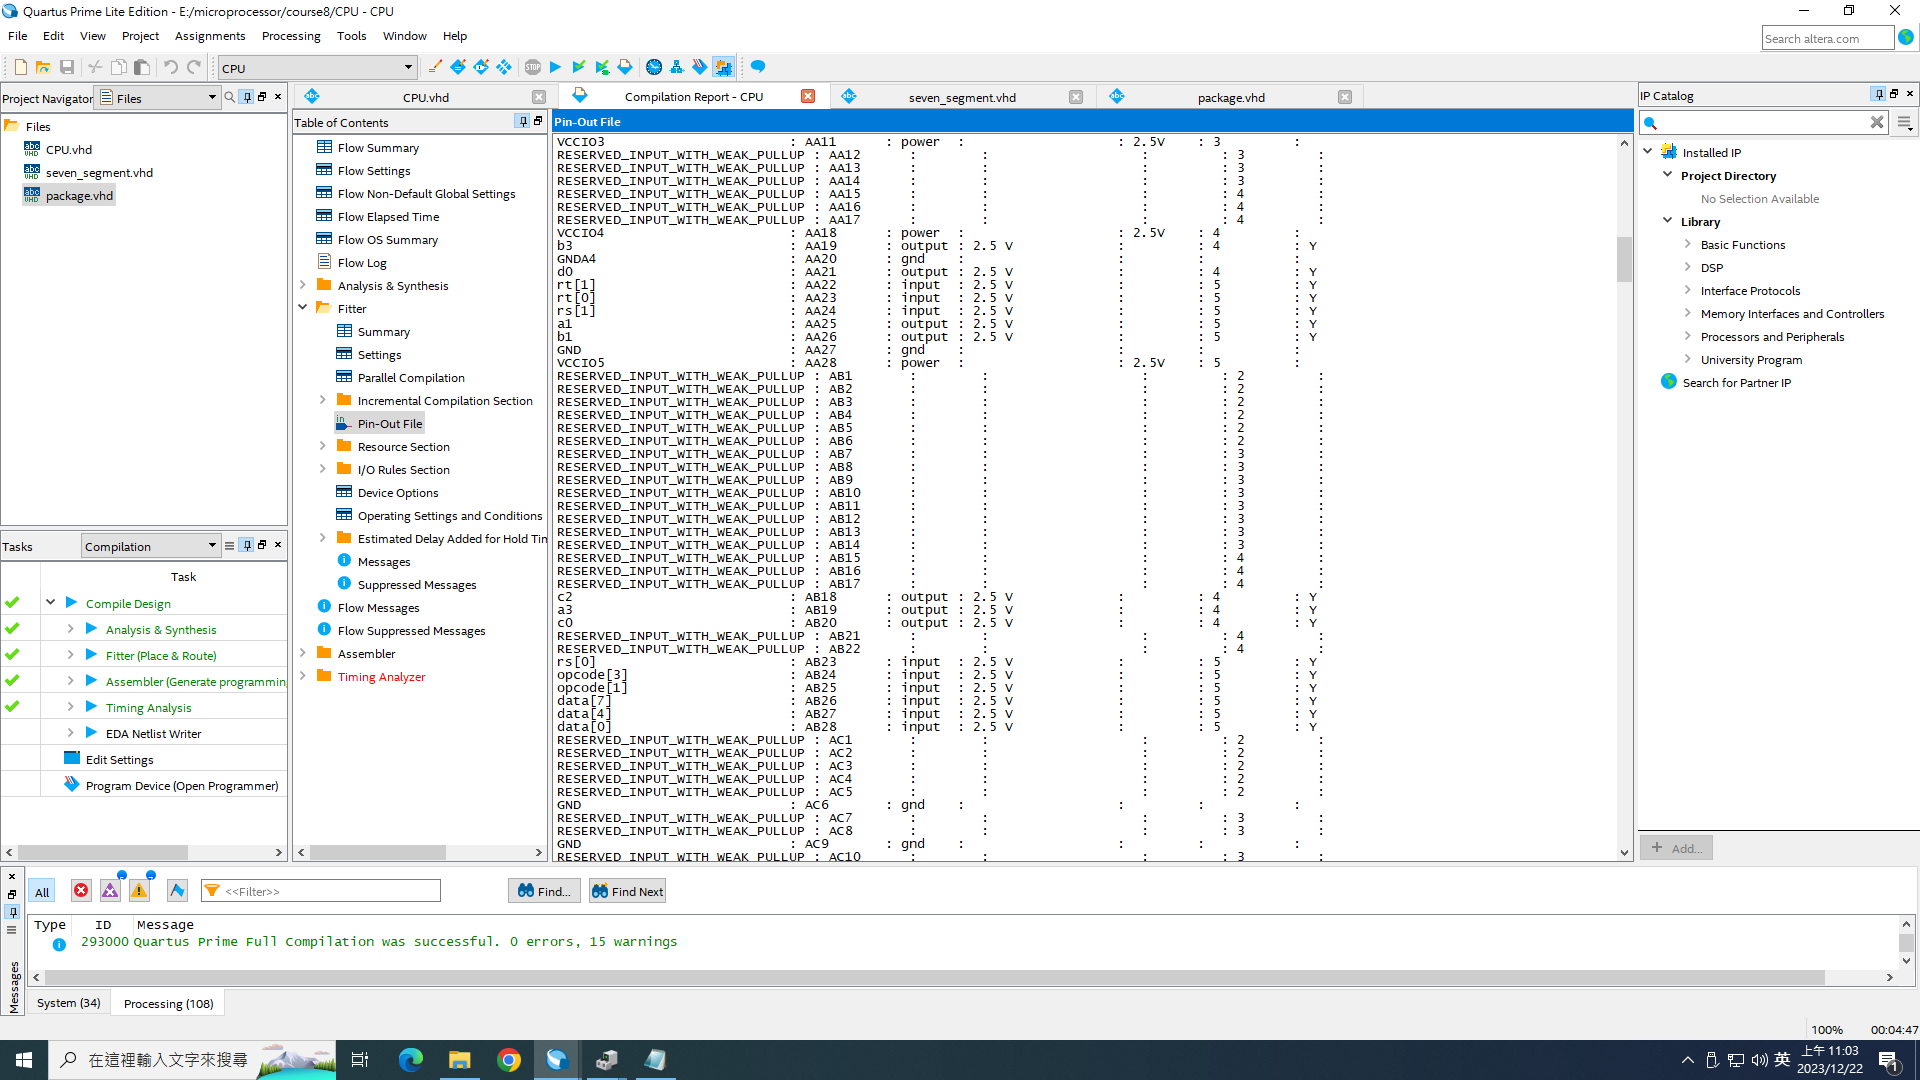 Quartus Prime Lite Edition - E:/microprocessor/course8/CPU - CPU
File Edit View Project Assignments Processing Tools Window Help
Search altera.com
CPU
Project Navigator Files
Files
CPU.vhd
seven_segment.vhd
package.vhd
Tasks Compilation
Task
Compile Design
Analysis & Synthesis
Fitter (Place & Route)
Assembler (Generate programmin
Timing Analysis
EDA Netlist Writer
Edit Settings
Program Device (Open Programmer)
CPU.vhd
Compilation Report - CPU
seven_segment.vhd
package.vhd
Table of Contents
Flow Summary
Flow Settings
Flow Non-Default Global Settings
Flow Elapsed Time
Flow OS Summary
Flow Log
Analysis & Synthesis
Fitter
Summary
Settings
Parallel Compilation
Incremental Compilation Section
Pin-Out File
Resource Section
I/O Rules Section
Device Options
Operating Settings and Conditions
Estimated Delay Added for Hold Tin
Messages
Suppressed Messages
Flow Messages
Flow Suppressed Messages
Assembler
Timing Analyzer
Pin-Out File
VCCIO3 : AA11 : power : : 2.5V : 3 :
RESERVED_INPUT_WITH_WEAK_PULLUP : AA12 : : : : 3 :
RESERVED_INPUT_WITH_WEAK_PULLUP : AA13 : : : : 3 :
RESERVED_INPUT_WITH_WEAK_PULLUP : AA14 : : : : 3 :
RESERVED_INPUT_WITH_WEAK_PULLUP : AA15 : : : : 4 :
RESERVED_INPUT_WITH_WEAK_PULLUP : AA16 : : : : 4 :
RESERVED_INPUT_WITH_WEAK_PULLUP : AA17 : : : : 4 :
VCCIO4 : AA18 : power : : 2.5V : 4 :
b3 : AA19 : output : 2.5 V : : 4 : Y
GNDA4 : AA20 : gnd : : : :
d0 : AA21 : output : 2.5 V : : 4 : Y
rt[1] : AA22 : input : 2.5 V : : 5 : Y
rt[0] : AA23 : input : 2.5 V : : 5 : Y
rs[1] : AA24 : input : 2.5 V : : 5 : Y
a1 : AA25 : output : 2.5 V : : 5 : Y
b1 : AA26 : output : 2.5 V : : 5 : Y
GND : AA27 : gnd : : : :
VCCIO5 : AA28 : power : : 2.5V : 5 :
RESERVED_INPUT_WITH_WEAK_PULLUP : AB1 : : : : 2 :
RESERVED_INPUT_WITH_WEAK_PULLUP : AB2 : : : : 2 :
RESERVED_INPUT_WITH_WEAK_PULLUP : AB3 : : : : 2 :
RESERVED_INPUT_WITH_WEAK_PULLUP : AB4 : : : : 2 :
RESERVED_INPUT_WITH_WEAK_PULLUP : AB5 : : : : 2 :
RESERVED_INPUT_WITH_WEAK_PULLUP : AB6 : : : : 2 :
RESERVED_INPUT_WITH_WEAK_PULLUP : AB7 : : : : 3 :
RESERVED_INPUT_WITH_WEAK_PULLUP : AB8 : : : : 3 :
RESERVED_INPUT_WITH_WEAK_PULLUP : AB9 : : : : 3 :
RESERVED_INPUT_WITH_WEAK_PULLUP : AB10 : : : : 3 :
RESERVED_INPUT_WITH_WEAK_PULLUP : AB11 : : : : 3 :
RESERVED_INPUT_WITH_WEAK_PULLUP : AB12 : : : : 3 :
RESERVED_INPUT_WITH_WEAK_PULLUP : AB13 : : : : 3 :
RESERVED_INPUT_WITH_WEAK_PULLUP : AB14 : : : : 3 :
RESERVED_INPUT_WITH_WEAK_PULLUP : AB15 : : : : 4 :
RESERVED_INPUT_WITH_WEAK_PULLUP : AB16 : : : : 4 :
RESERVED_INPUT_WITH_WEAK_PULLUP : AB17 : : : : 4 :
c2 : AB18 : output : 2.5 V : : 4 : Y
a3 : AB19 : output : 2.5 V : : 4 : Y
c0 : AB20 : output : 2.5 V : : 4 : Y
RESERVED_INPUT_WITH_WEAK_PULLUP : AB21 : : : : 4 :
RESERVED_INPUT_WITH_WEAK_PULLUP : AB22 : : : : 4 :
rs[0] : AB23 : input : 2.5 V : : 5 : Y
opcode[3] : AB24 : input : 2.5 V : : 5 : Y
opcode[1] : AB25 : input : 2.5 V : : 5 : Y
data[7] : AB26 : input : 2.5 V : : 5 : Y
data[4] : AB27 : input : 2.5 V : : 5 : Y
data[0] : AB28 : input : 2.5 V : : 5 : Y
RESERVED_INPUT_WITH_WEAK_PULLUP : AC1 : : : : 2 :
RESERVED_INPUT_WITH_WEAK_PULLUP : AC2 : : : : 2 :
RESERVED_INPUT_WITH_WEAK_PULLUP : AC3 : : : : 2 :
RESERVED_INPUT_WITH_WEAK_PULLUP : AC4 : : : : 2 :
RESERVED_INPUT_WITH_WEAK_PULLUP : AC5 : : : : 2 :
GND : AC6 : gnd : : : :
RESERVED_INPUT_WITH_WEAK_PULLUP : AC7 : : : : 3 :
RESERVED_INPUT_WITH_WEAK_PULLUP : AC8 : : : : 3 :
GND : AC9 : gnd : : : :
RESERVED_INPUT_WITH_WEAK_PULLUP : AC10 : : : : 3 :
IP Catalog
Installed IP
Project Directory
No Selection Available
Library
Basic Functions
DSP
Interface Protocols
Memory Interfaces and Controllers
Processors and Peripherals
University Program
Search for Partner IP
+ Add...
All <<Filter>> Find... Find Next
Type ID Message
293000 Quartus Prime Full Compilation was successful. 0 errors, 15 warnings
Messages
System (34) Processing (108)
100% 00:04:47
在這裡輸入文字來搜尋
英
上午 11:03
2023/12/22
1